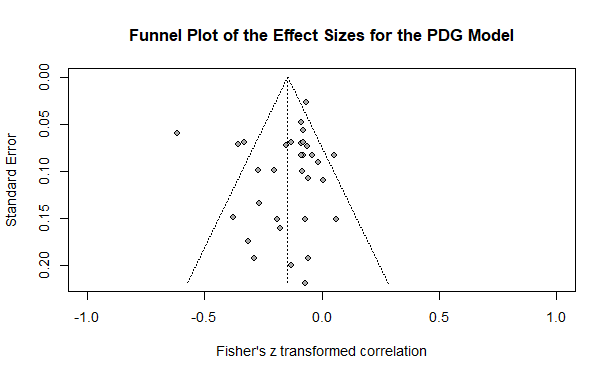 Funnel Plot of the Effect Sizes for the PDG Model
Standard Error
0.00
0.05
0.10
0.15
0.20
-1.0 -0.5 0.0 0.5 1.0
Fisher's z transformed correlation